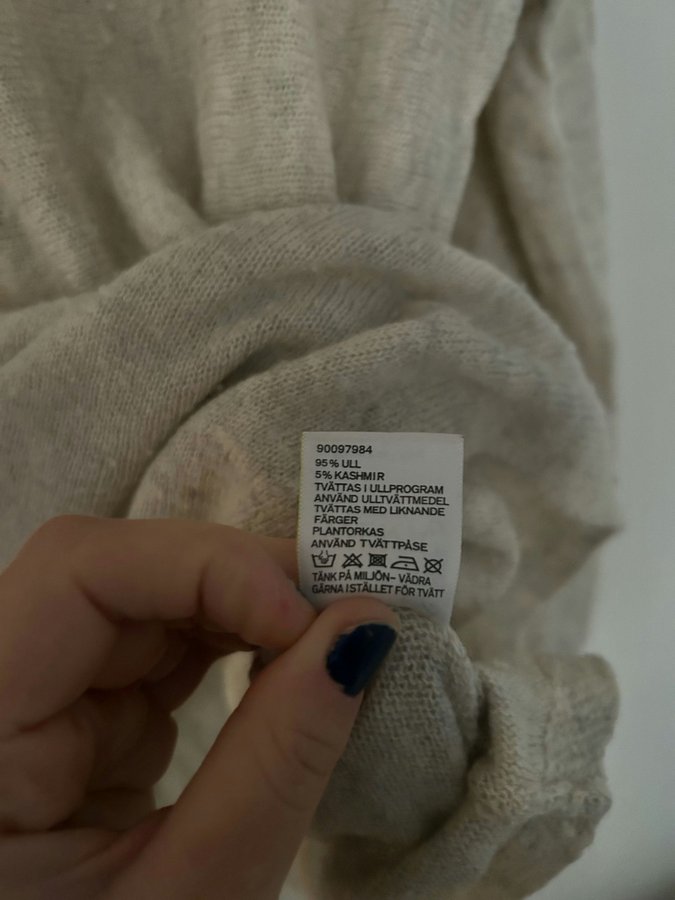 90097984
95% ULL
5% KASHMIR
TVÄTTAS I ULLPROGRAM
ANVÄND ULLTVÄTTMEDEL
TVÄTTAS MED LIKNANDE
FÄRGER
PLANTORKAS
ANVÄND TVÄTTPÅSE
TÄNK PÅ MILJÖN- VÄDRA
GÄRNA ISTÄLLET FÖR TVÄTT